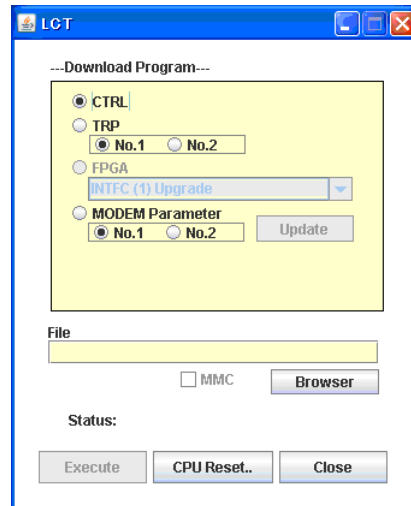 LCT
---Download Program---
CTRL
TRP
No.1 No.2
FPGA
INTFC (1) Upgrade
MODEM Parameter
No.1 No.2 Update
File
MMC Browser
Status:
Execute CPU Reset.. Close